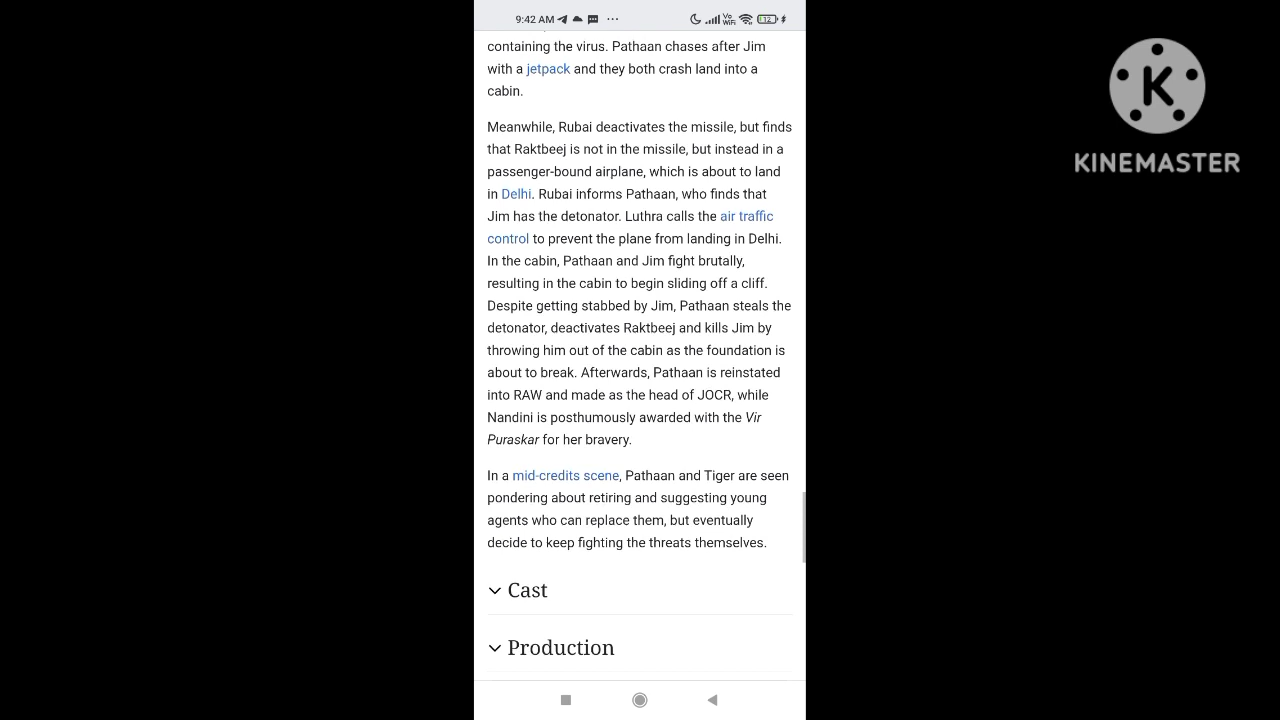 9:42 AM
Vo
WiFi
12
containing the virus. Pathaan chases after Jim
with a jetpack and they both crash land into a
cabin.
Meanwhile, Rubai deactivates the missile, but finds
that Raktbeej is not in the missile, but instead in a
passenger-bound airplane, which is about to land
in Delhi. Rubai informs Pathaan, who finds that
Jim has the detonator. Luthra calls the air traffic
control to prevent the plane from landing in Delhi.
In the cabin, Pathaan and Jim fight brutally,
resulting in the cabin to begin sliding off a cliff.
Despite getting stabbed by Jim, Pathaan steals the
detonator, deactivates Raktbeej and kills Jim by
throwing him out of the cabin as the foundation is
about to break. Afterwards, Pathaan is reinstated
into RAW and made as the head of JOCR, while
Nandini is posthumously awarded with the Vir
Puraskar for her bravery.
In a mid-credits scene, Pathaan and Tiger are seen
pondering about retiring and suggesting young
agents who can replace them, but eventually
decide to keep fighting the threats themselves.
Cast
Production
K
KINEMASTER